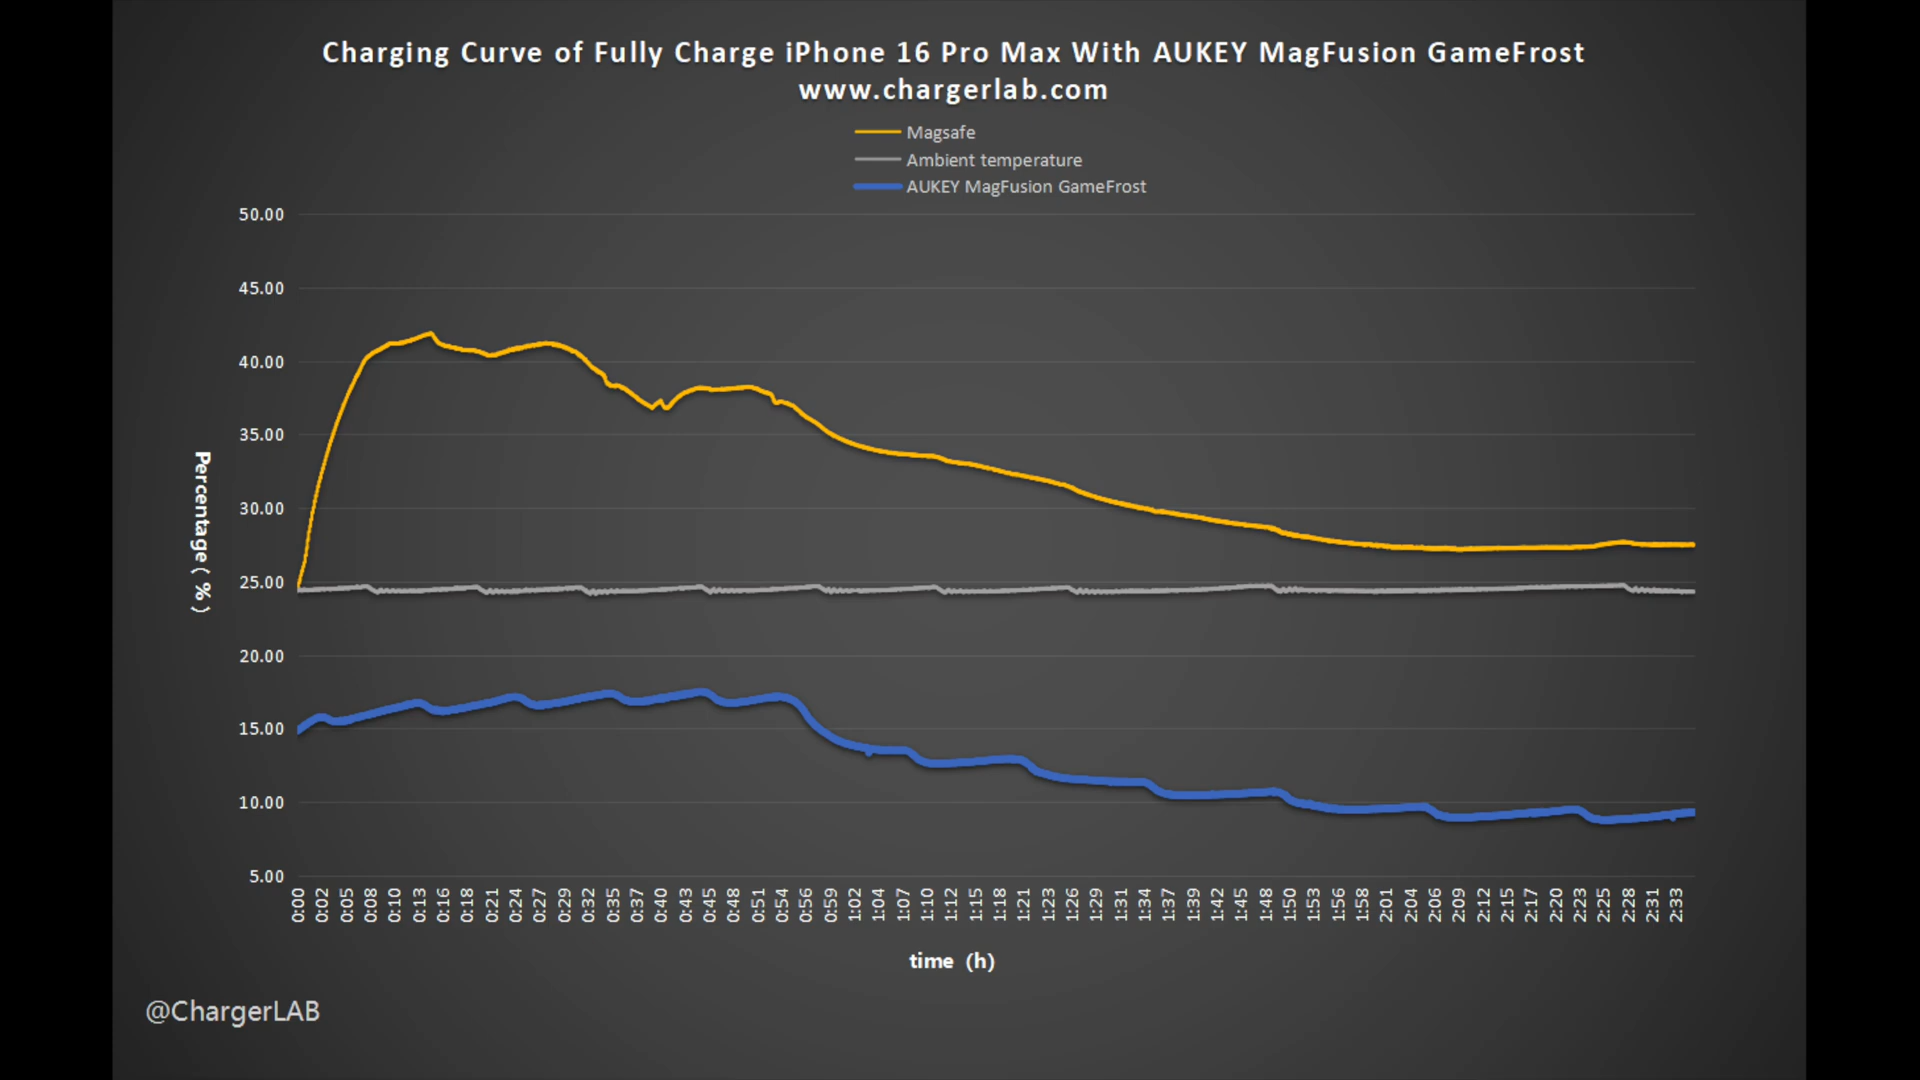 Charging Curve of Fully Charge iPhone 16 Pro Max With AUKEY MagFusion GameFrost
www.chargerlab.com
Magsafe
Ambient temperature
AUKEY MagFusion GameFrost
50.00
45.00
40.00
35.00
30.00
25.00
20.00
15.00
10.00
5.00
Percentage ( % )
0:00 0:02 0:05 0:08 0:10 0:13 0:16 0:18 0:21 0:24 0:27 0:29 0:32 0:35 0:37 0:40 0:43 0:45 0:48 0:51 0:54 0:56 0:59 1:02 1:04 1:07 1:10 1:12 1:15 1:18 1:21 1:23 1:26 1:29 1:31 1:34 1:37 1:39 1:42 1:45 1:48 1:50 1:53 1:56 1:58 2:01 2:04 2:06 2:09 2:12 2:15 2:17 2:20 2:23 2:25 2:28 2:31 2:33
time (h)
@ChargerLAB